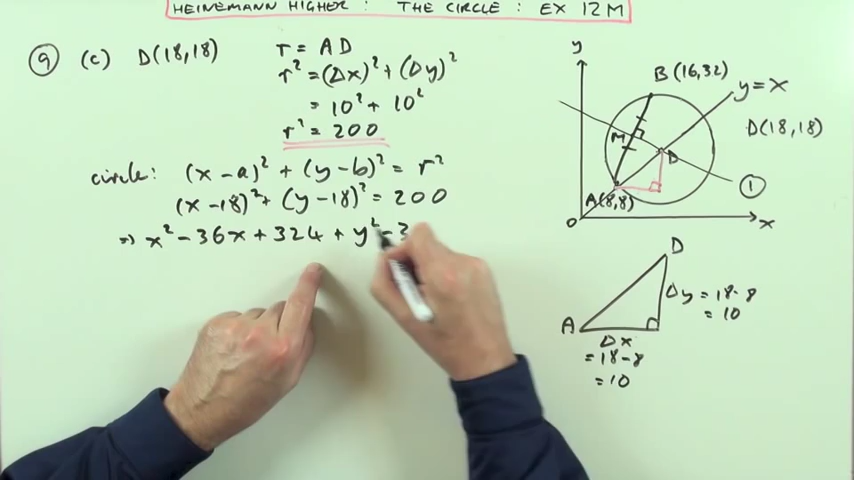 HEINEMANN HIGHER : THE CIRCLE : EX 12M
9 (c) D(18,18)
r = AD
r² = (Δx)² + (Δy)²
= 10² + 10²
r² = 200
circle: (x - a)² + (y - b)² = r²
(x - 18)² + (y - 18)² = 200
⇒ x² - 36x + 324 + y² - 3
y
B(16,32)
y = x
D(18,18)
M
D
A(8,8)
1
O
x
D
A
Δy = 18-8
= 10
Δx
= 18-8
= 10